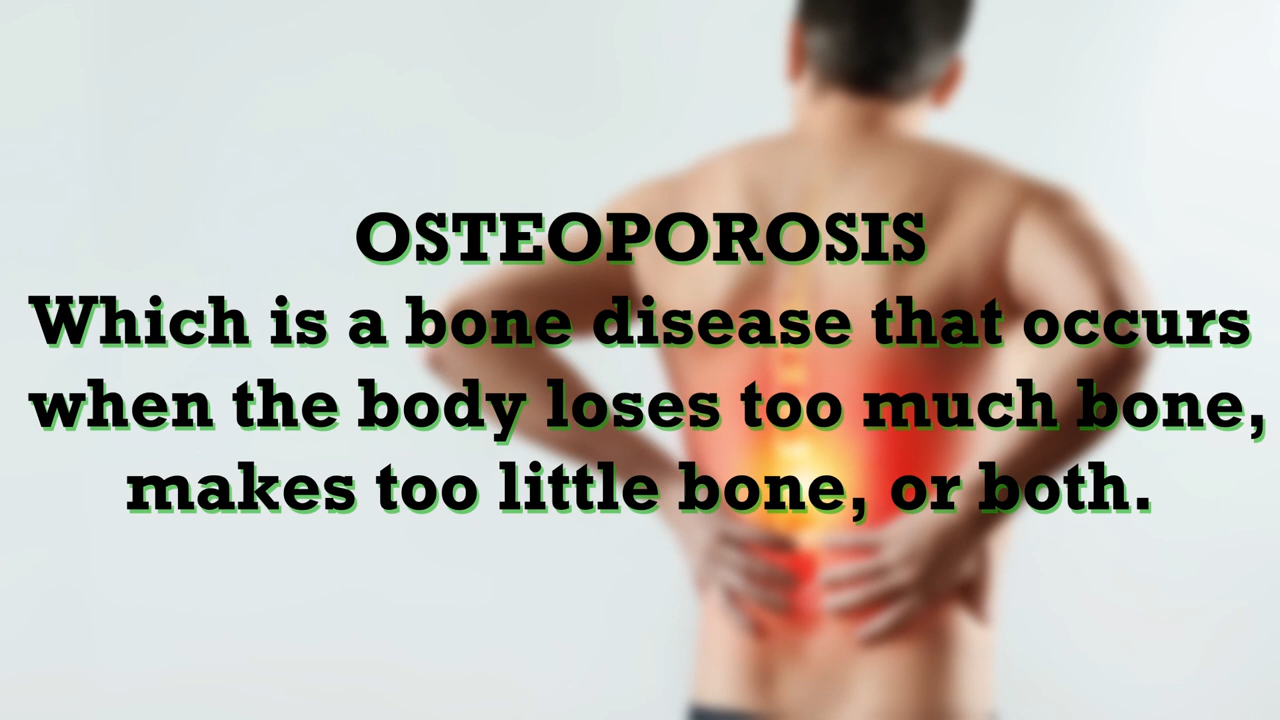 OSTEOPOROSIS
Which is a bone disease that occurs
when the body loses too much bone,
makes too little bone, or both.